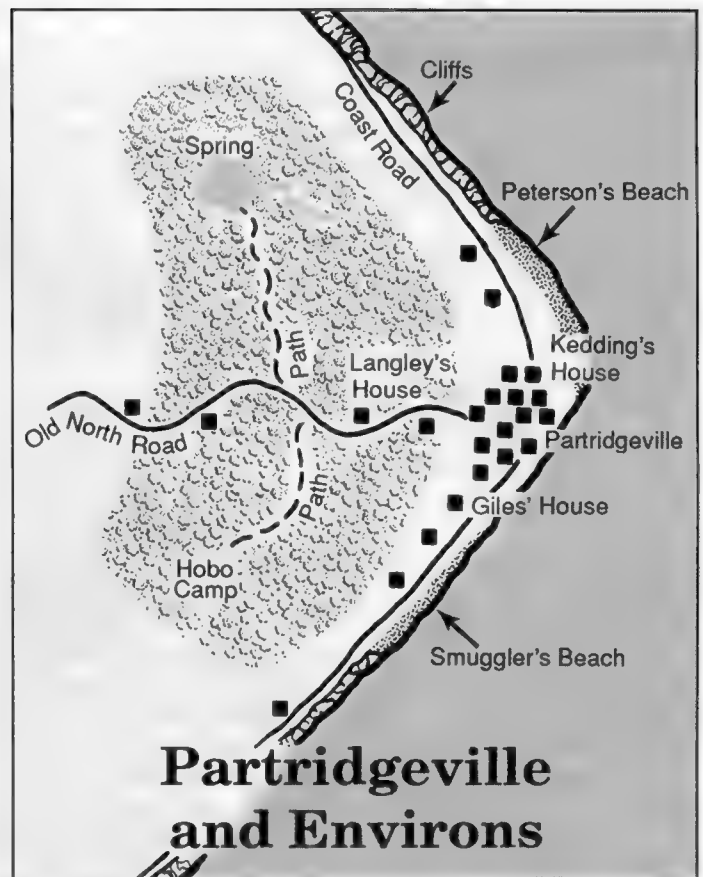 Cliffs
Coast Road
Spring
Peterson's Beach
Path
Langley's
House
Kedding's
House
Old North Road
Partridgeville
Path
Giles' House
Hobo
Camp
Smuggler's Beach
Partridgeville
and Environs